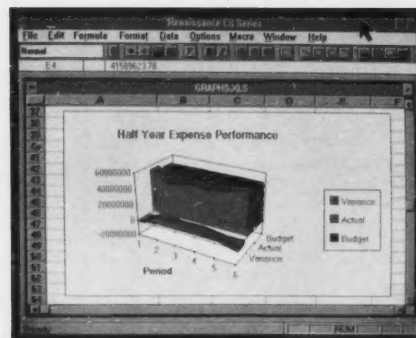 Renaissance CS Series
File Edit Formula Format Data Options Macro Window Help
Normal
E4 4158962378
GRAPHS.XLS
A B C D E F
37
38
39
40
41
42
43
44
45
46
47
48
49
50
51
52
53
54
Half Year Expense Performance
60000000
40000000
20000000
0
-20000000
1 2 3 4 5 6
Period
Budget
Actual
Variance
Variance
Actual
Budget
Ready NUM